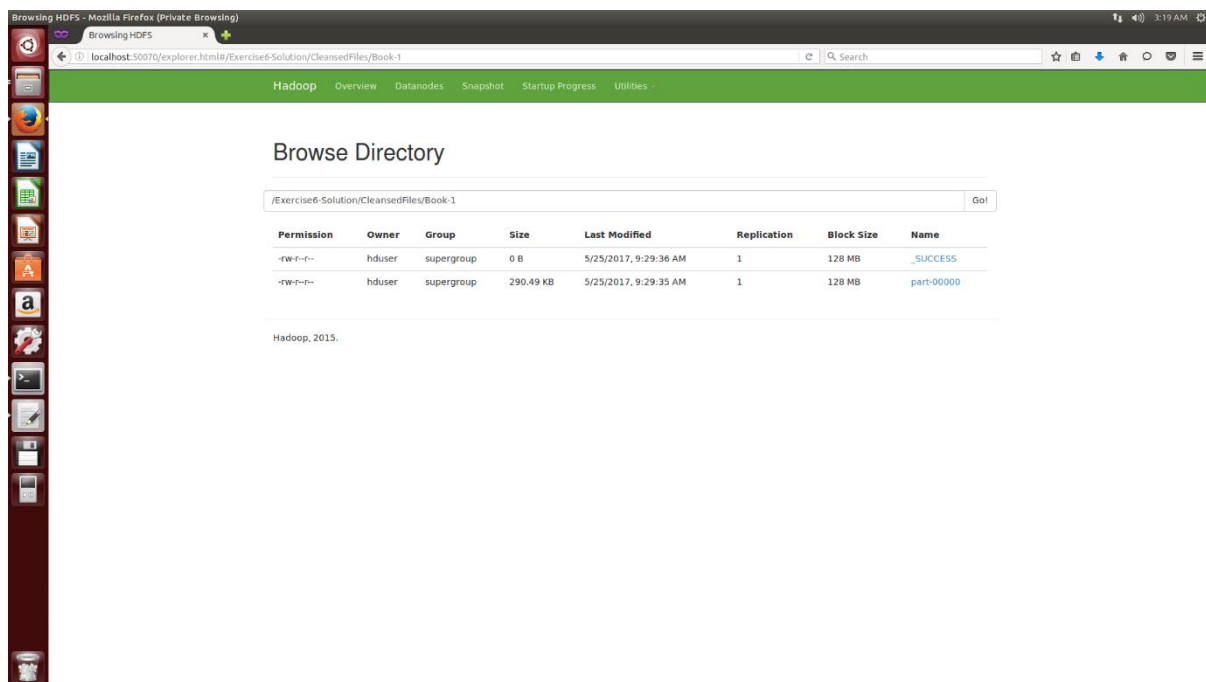 Browsing HDFS - Mozilla Firefox (Private Browsing) 3:19 AM
Browsing HDFS ×
localhost:50070/explorer.html#/Exercise6-Solution/CleansedFiles/Book-1 Search
Hadoop Overview Datanodes Snapshot Startup Progress Utilities
Browse Directory
/Exercise6-Solution/CleansedFiles/Book-1 Go!
Permission Owner Group Size Last Modified Replication Block Size Name
-rw-r--r-- hduser supergroup 0 B 5/25/2017, 9:29:36 AM 1 128 MB _SUCCESS
-rw-r--r-- hduser supergroup 290.49 KB 5/25/2017, 9:29:35 AM 1 128 MB part-00000
Hadoop, 2015.